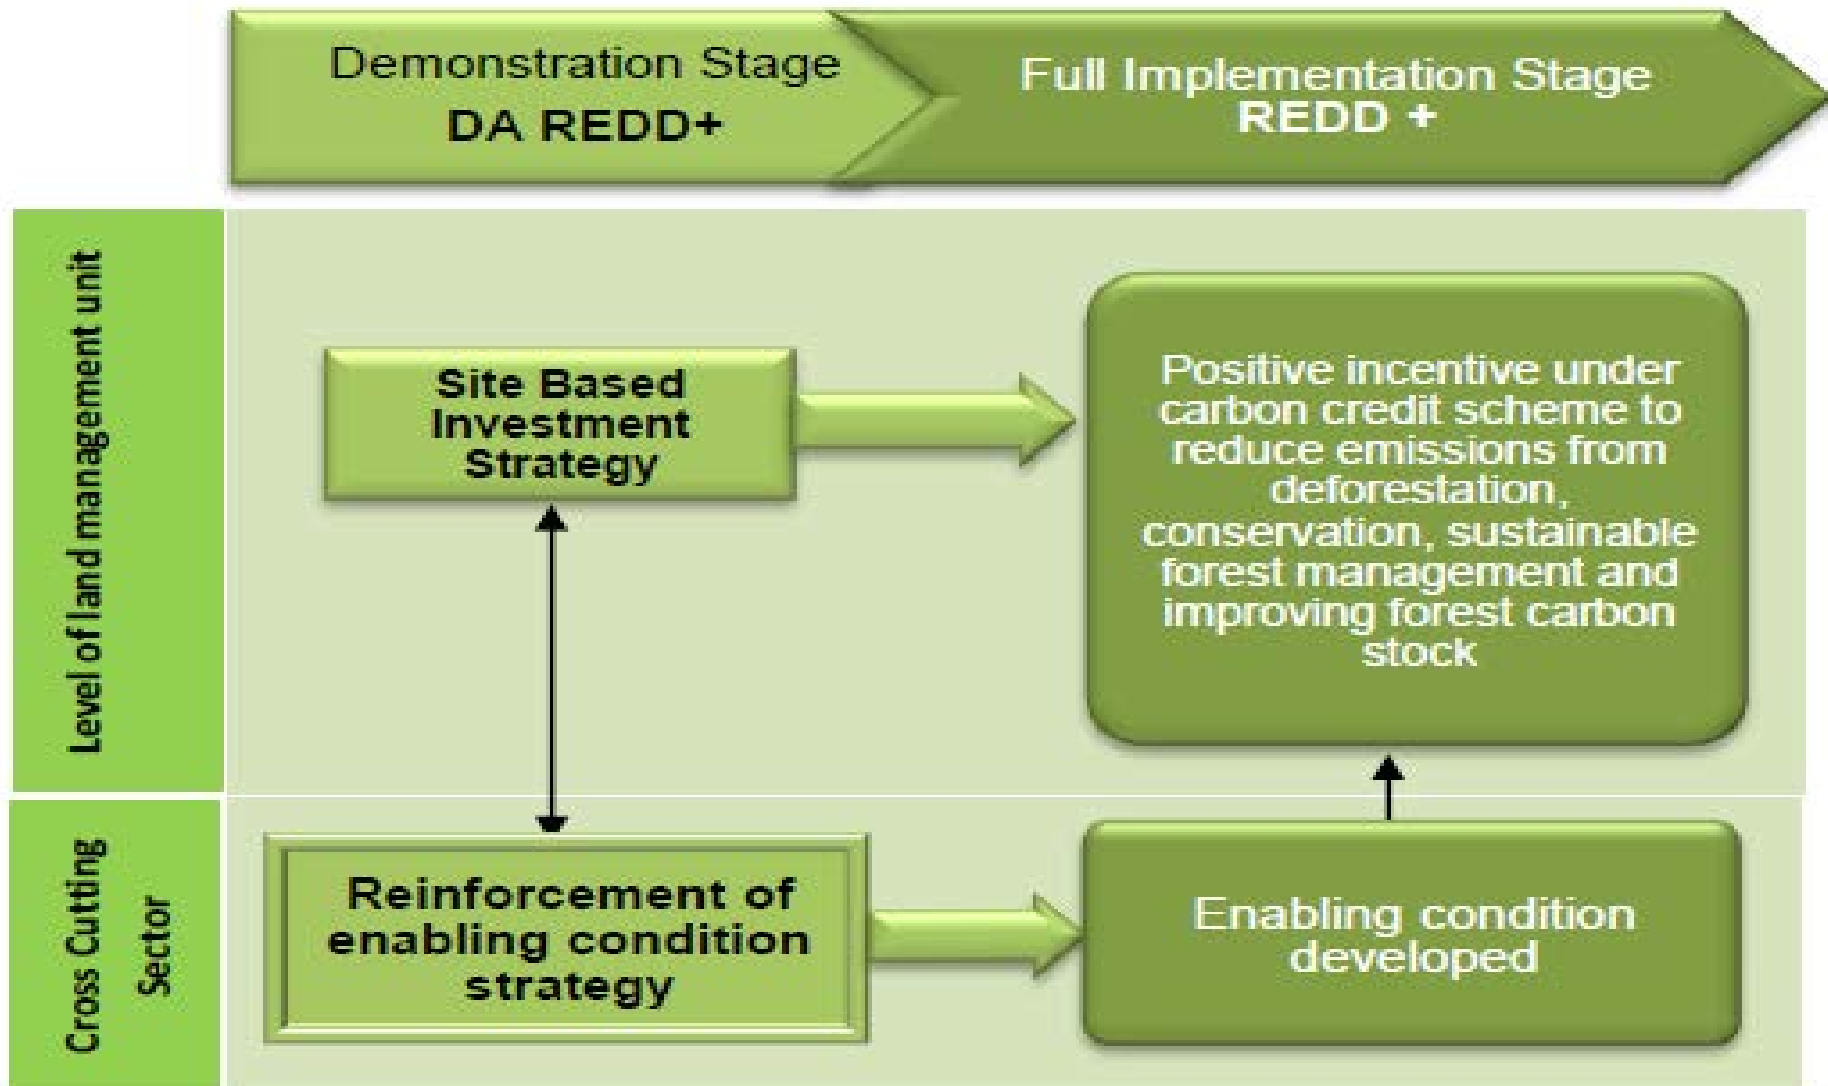 Demonstration Stage
DA REDD+
Full Implementation Stage
REDD +
Level of land management unit
Site Based
Investment
Strategy
Positive incentive under
carbon credit scheme to
reduce emissions from
deforestation,
conservation, sustainable
forest management and
improving forest carbon
stock
Cross Cutting
Sector
Reinforcement of
enabling condition
strategy
Enabling condition
developed